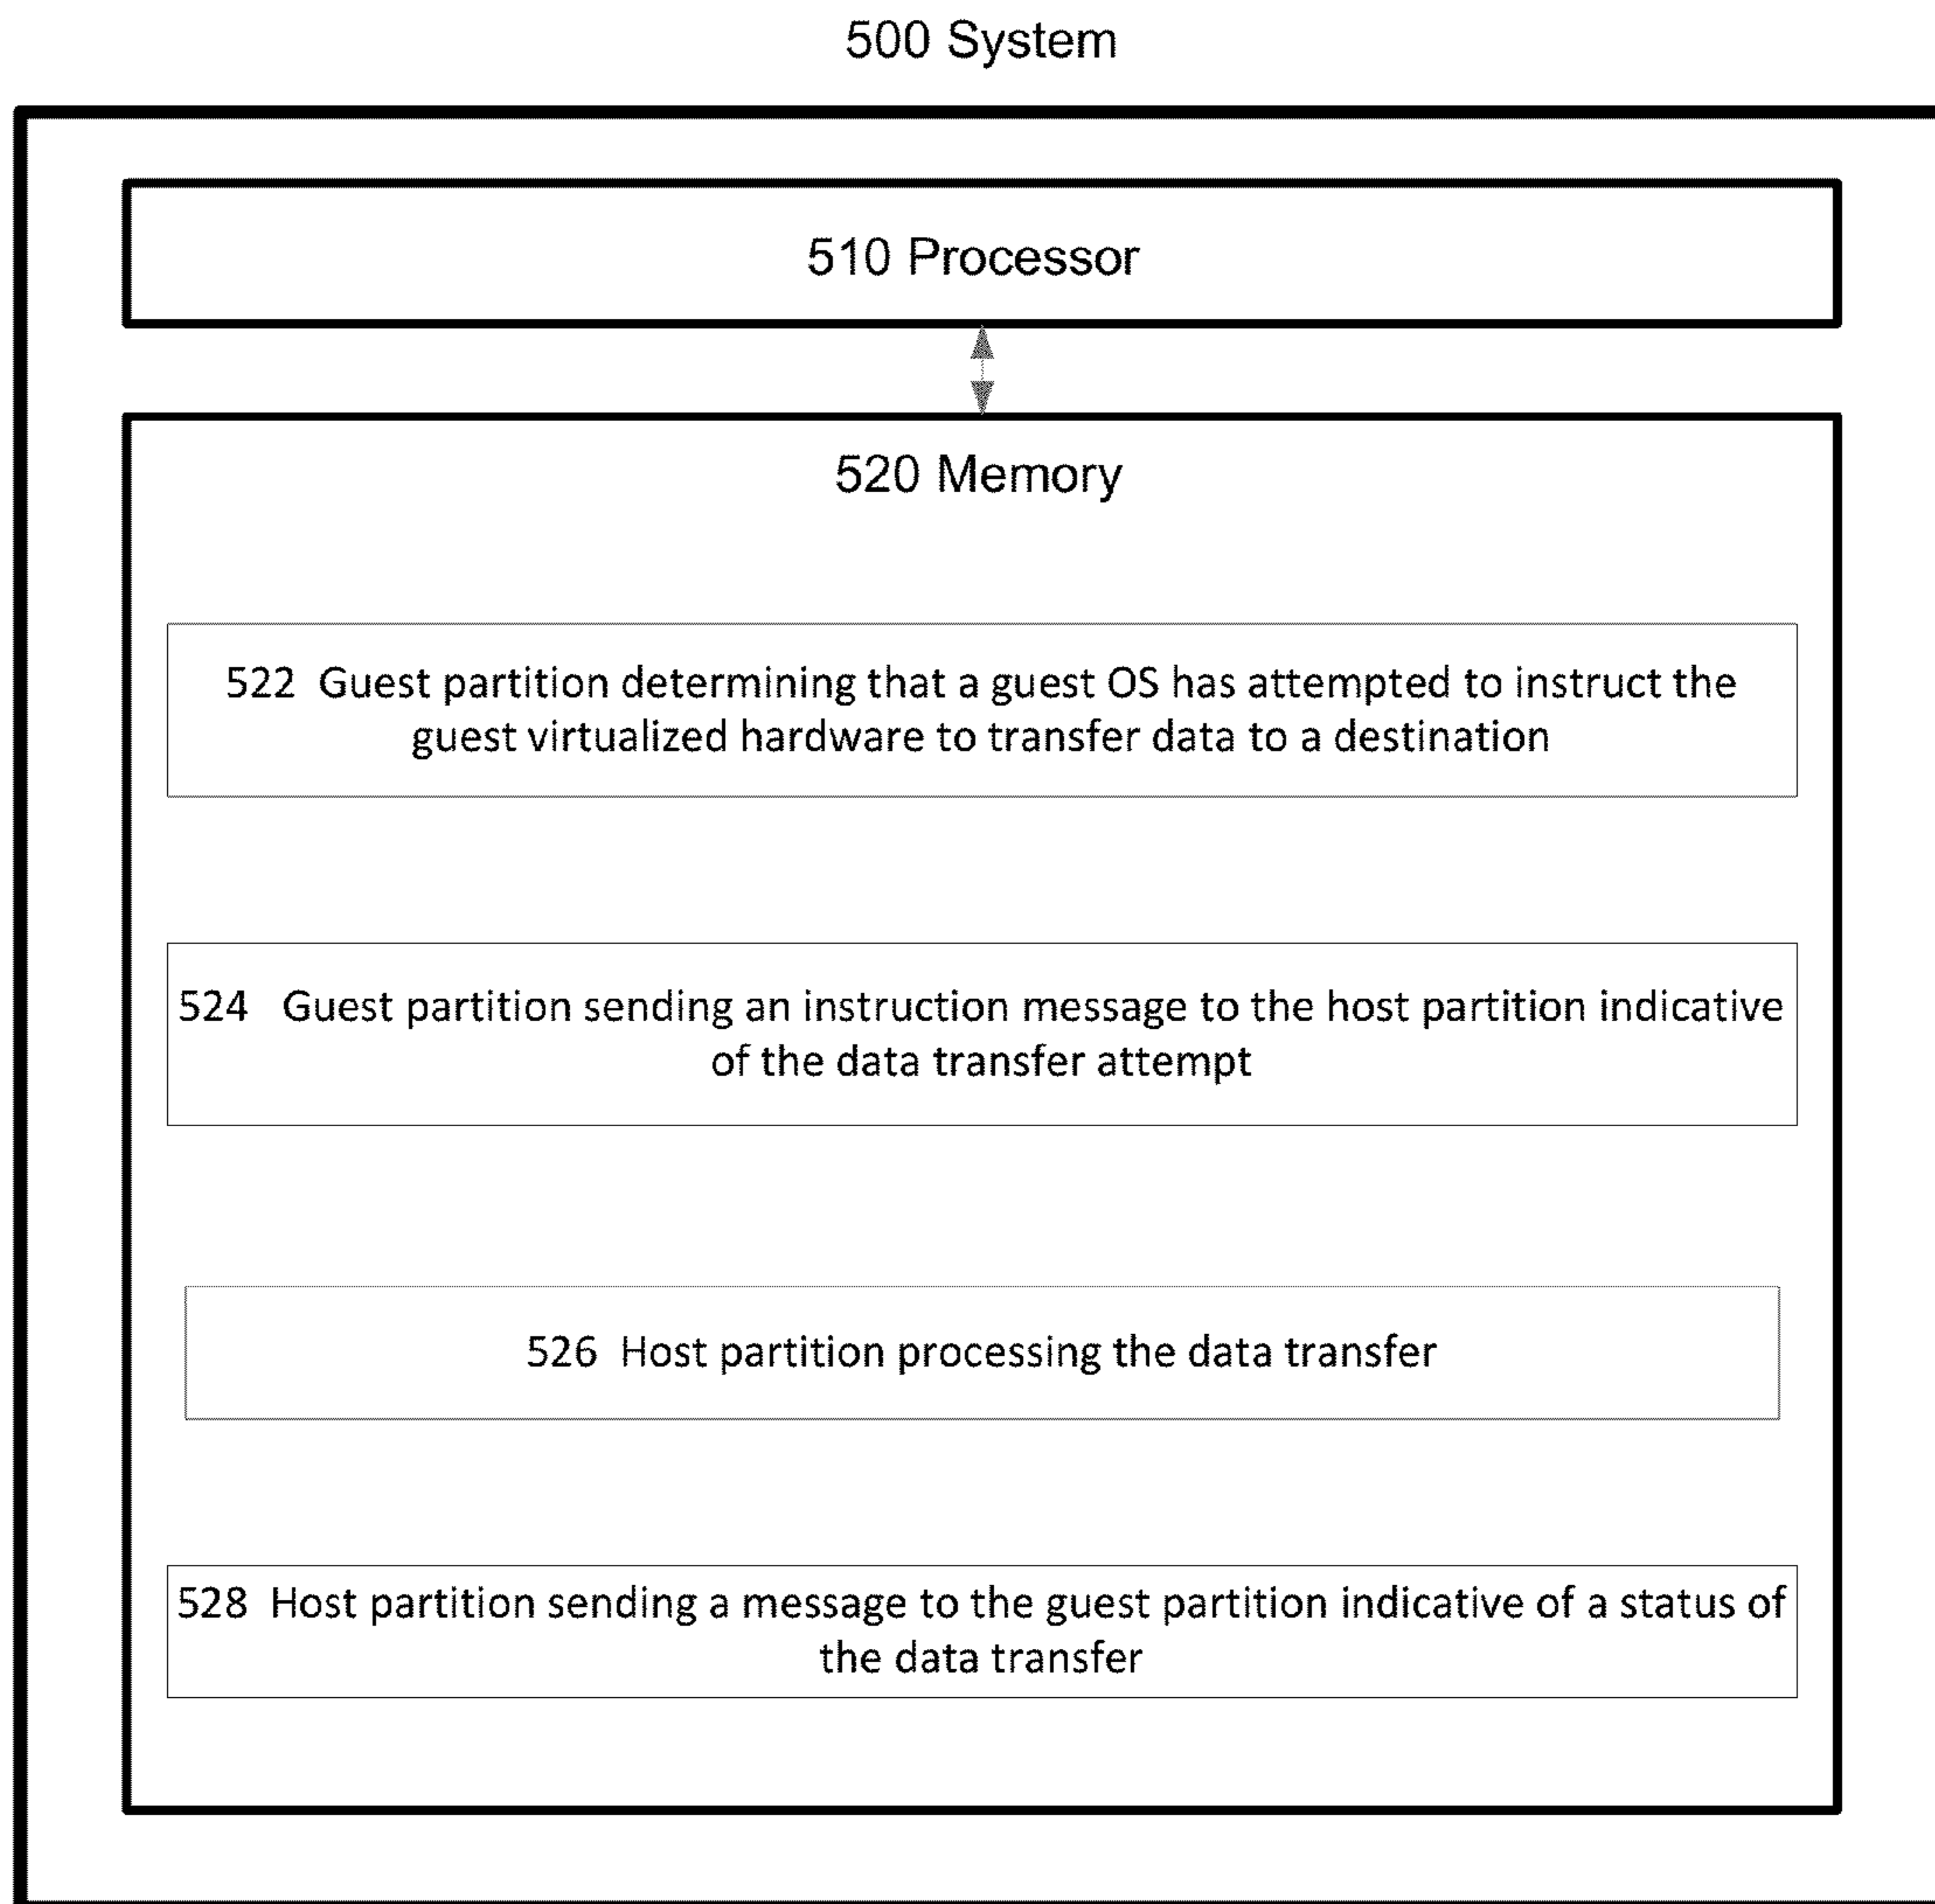 500 System
510 Processor
520 Memory
522 Guest partition determining that a guest OS has attempted to instruct the
guest virtualized hardware to transfer data to a destination
524 Guest partition sending an instruction message to the host partition indicative
of the data transfer attempt
526 Host partition processing the data transfer
528 Host partition sending a message to the guest partition indicative of a status of
the data transfer